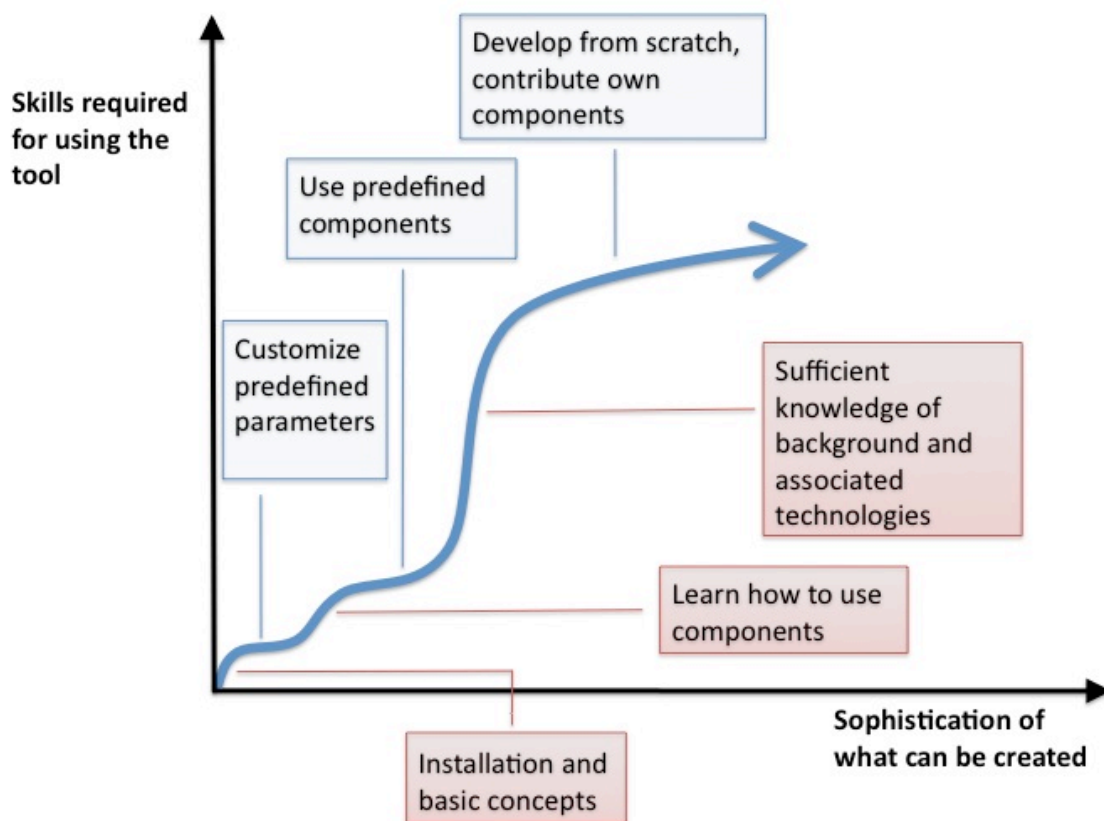 Skills required
for using the
tool
Develop from scratch,
contribute own
components
Use predefined
components
Customize
predefined
parameters
Sufficient
knowledge of
background and
associated
technologies
Learn how to use
components
Installation and
basic concepts
Sophistication of
what can be created